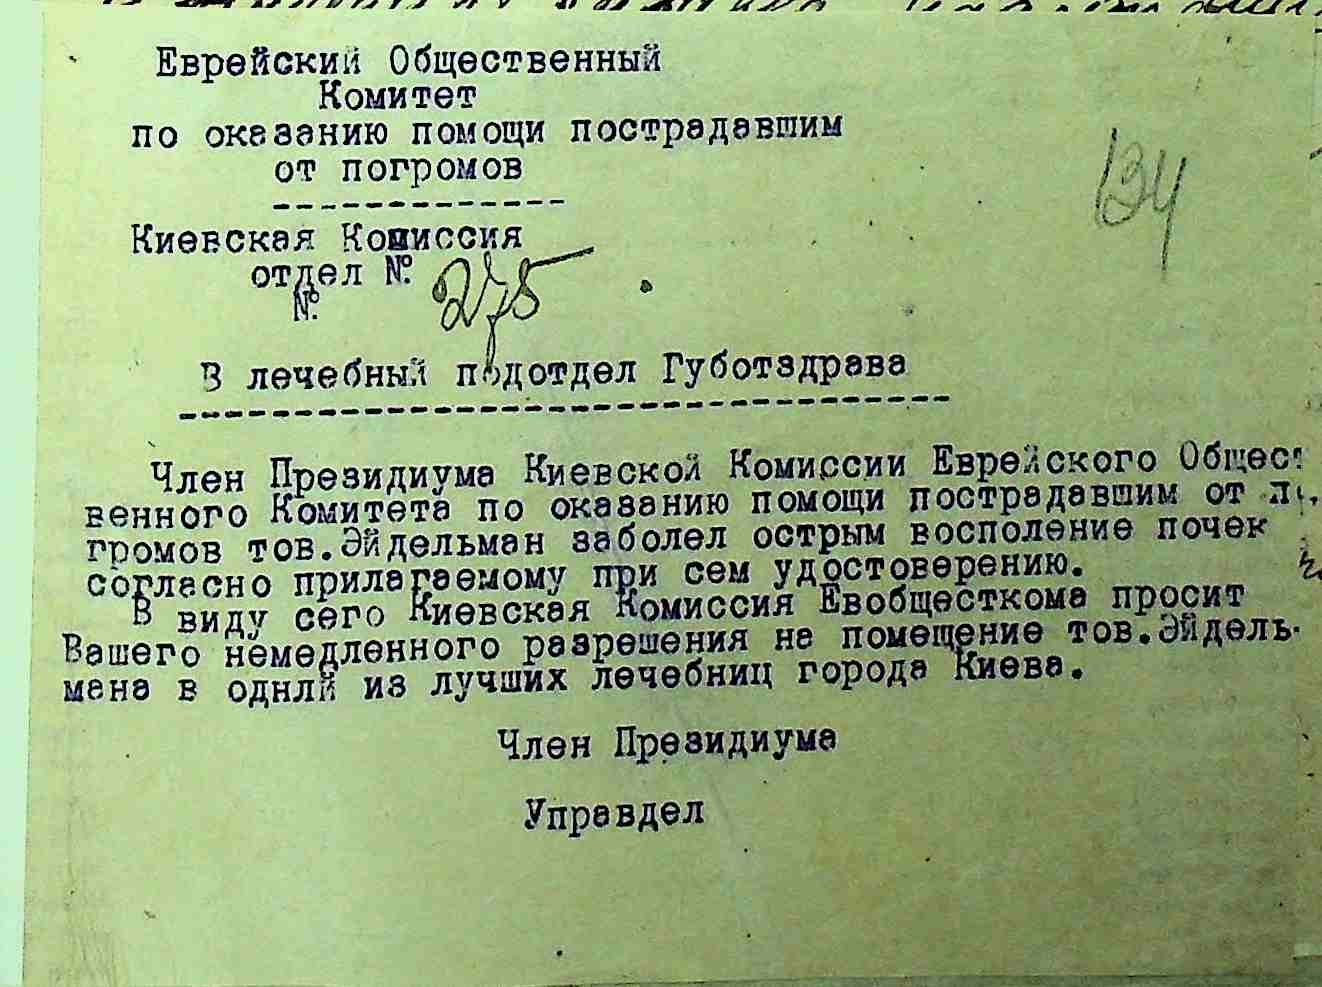 Еврейский Общественный
Комитет
по оказанию помощи пострадавшим
от погромов
Киевская Комиссия
отдел №
№ 275
134
В лечебный подотдел Губотздрава
Член Президиума Киевской Комиссии Еврейского Общест
венного Комитета по оказанию помощи пострадавшим от
громов тов.Эйдельман заболел острым восполение почек
согласно прилагаемому при сем удостоверению.
В виду сего Киевская Комиссия Евобщесткома просит
Вашего немедленного разрешения на помещение тов.Эйдель-
мана в однлй из лучших лечебниц города Киева.
Член Президиума
Управдел